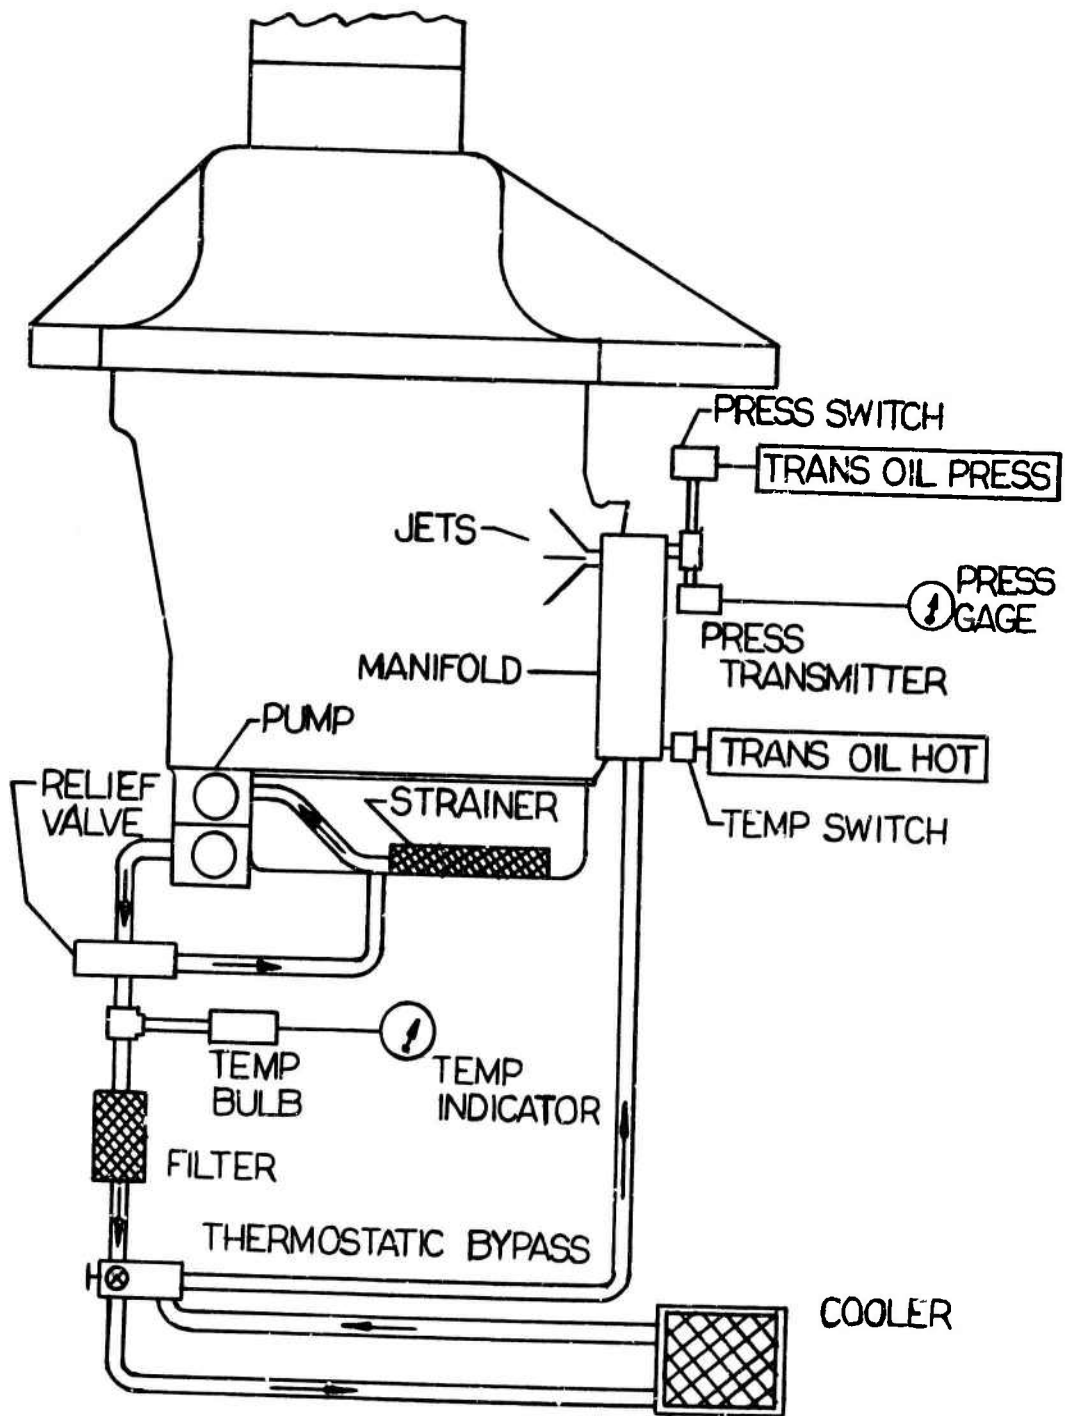 PRESS SWITCH
TRANS OIL PRESS
JETS
PRESS
GAGE
PRESS
TRANSMITTER
MANIFOLD
PUMP
TRANS OIL HOT
RELIEF
VALVE
STRAINER
TEMP SWITCH
TEMP
BULB
TEMP
INDICATOR
FILTER
THERMOSTATIC BYPASS
COOLER